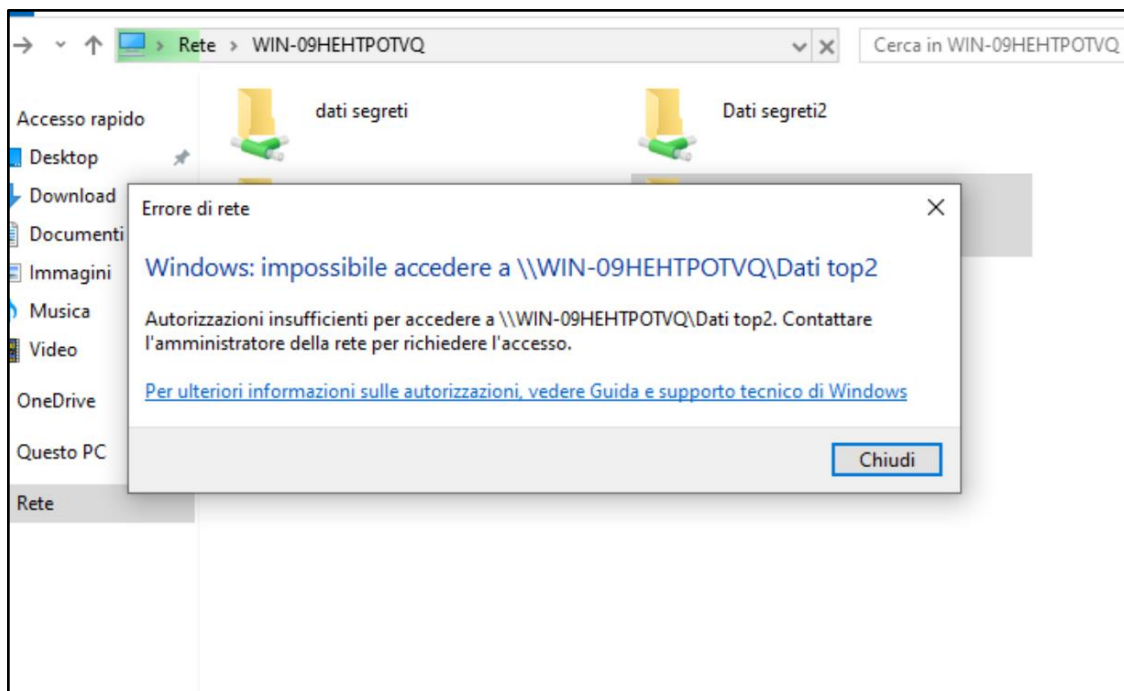 Rete > WIN-09HEHTPOTVQ
Cerca in WIN-09HEHTPOTVQ
Accesso rapido
Desktop
Download
Documenti
Immagini
Musica
Video
OneDrive
Questo PC
Rete
dati segreti
Dati segreti2
Errore di rete
Windows: impossibile accedere a \\WIN-09HEHTPOTVQ\Dati top2
Autorizzazioni insufficienti per accedere a \\WIN-09HEHTPOTVQ\Dati top2. Contattare
l'amministratore della rete per richiedere l'accesso.
Per ulteriori informazioni sulle autorizzazioni, vedere Guida e supporto tecnico di Windows
Chiudi